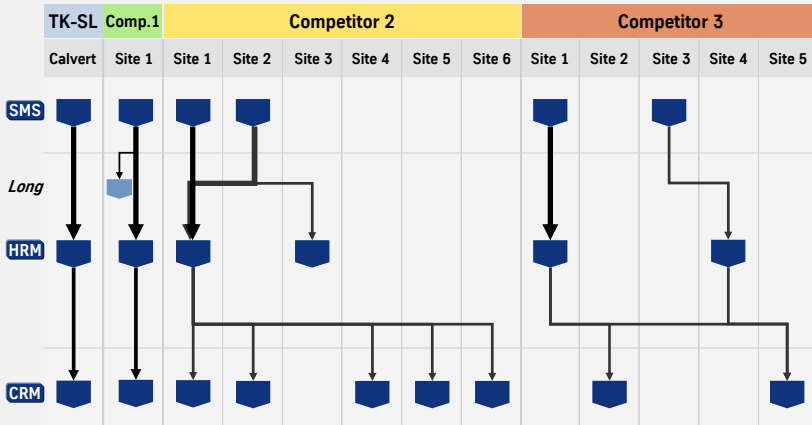 TK-SL Comp.1 Competitor 2 Competitor 3
Calvert Site 1 Site 1 Site 2 Site 3 Site 4 Site 5 Site 6 Site 1 Site 2 Site 3 Site 4 Site 5
SMS
Long
HRM
CRM